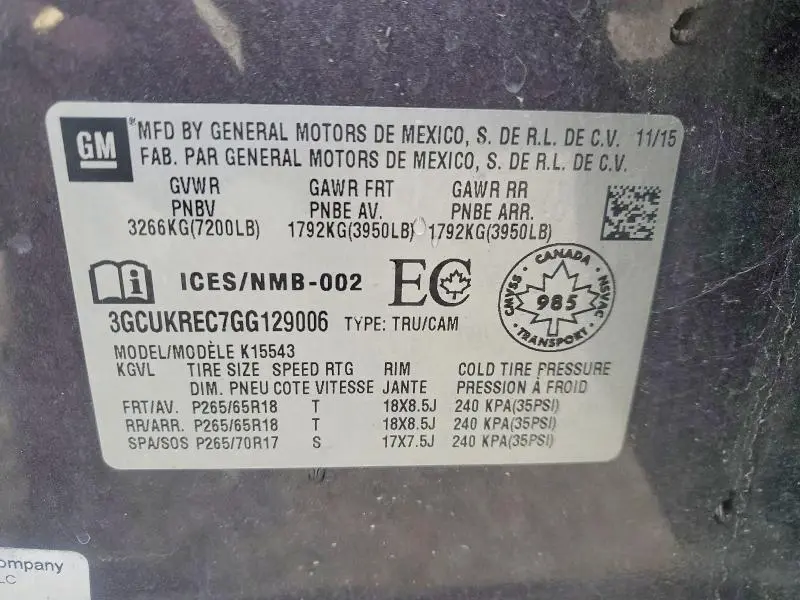 GM
MFD BY GENERAL MOTORS DE MEXICO, S. DE R.L. DE C.V. 11/15
FAB. PAR GENERAL MOTORS DE MEXICO, S. DE R.L. DE C.V.
GVWR GAWR FRT GAWR RR
PNBV PNBE AV. PNBE ARR.
3266KG(7200LB) 1792KG(3950LB) 1792KG(3950LB)
ICES/NMB-002 EC
CANADA
CMVSS 985 NSVAC
TRANSPORT
3GCUKREC7GG129006 TYPE: TRU/CAM
MODEL/MODÈLE K15543
KGVL TIRE SIZE SPEED RTG RIM COLD TIRE PRESSURE
DIM. PNEU COTE VITESSE JANTE PRESSION À FROID
FRT/AV. P265/65R18 T 18X8.5J 240 KPA(35PSI)
RR/ARR. P265/65R18 T 18X8.5J 240 KPA(35PSI)
SPA/SOS P265/70R17 S 17X7.5J 240 KPA(35PSI)
ompany
LC